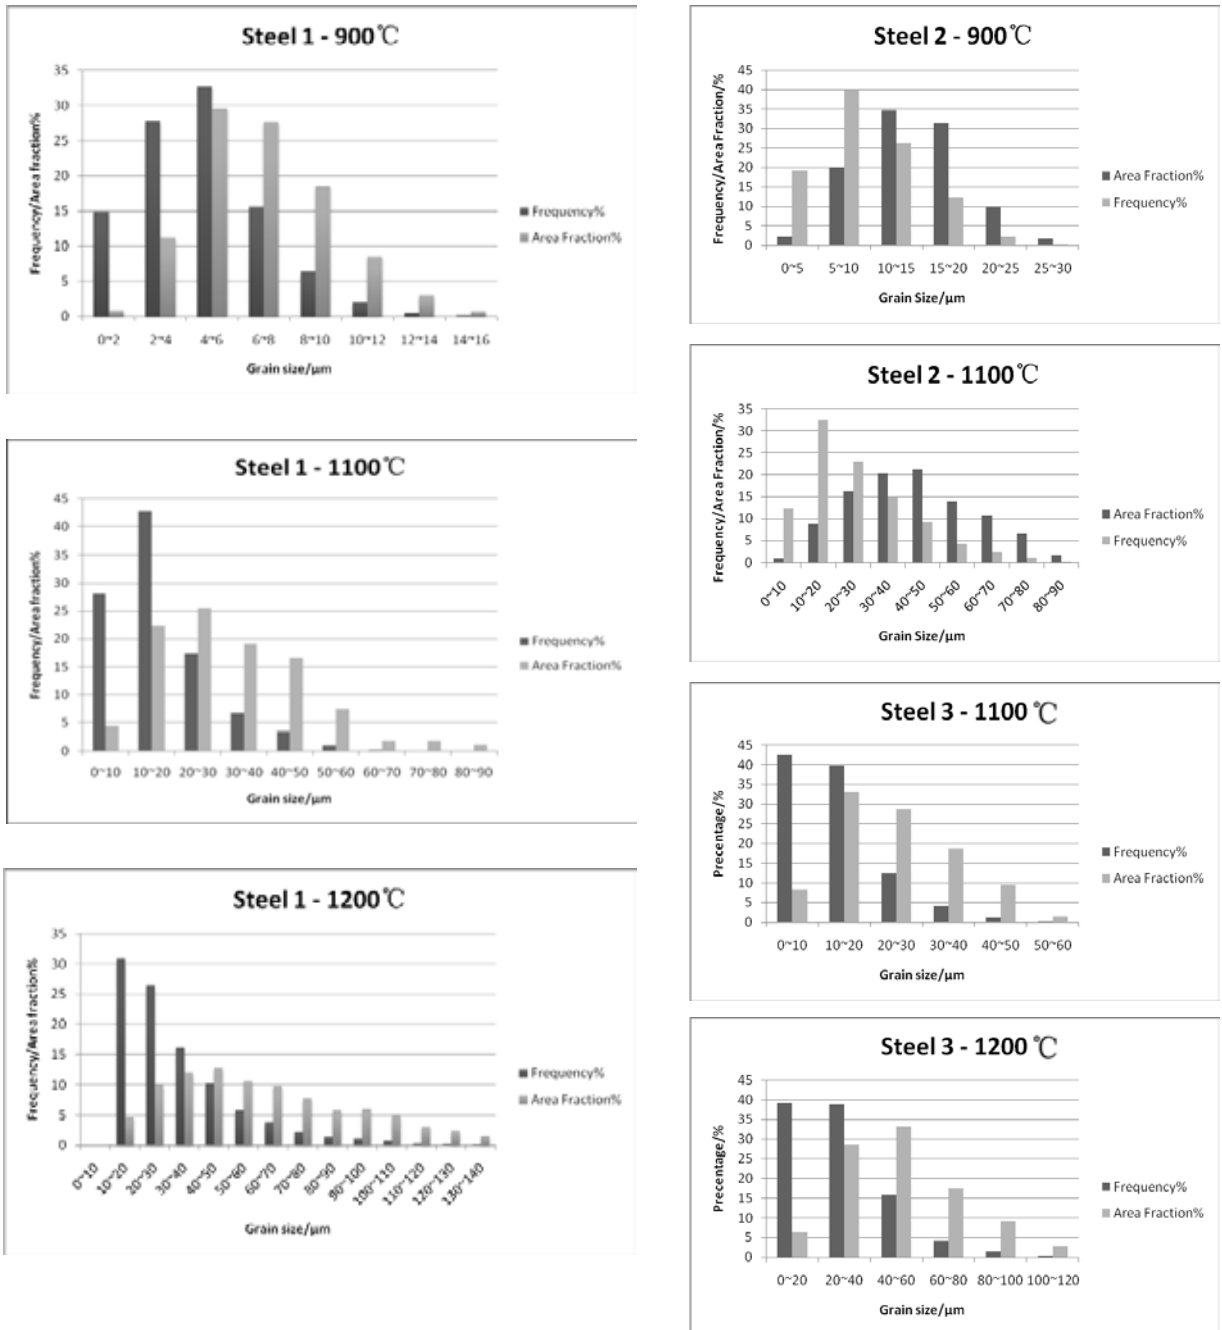 Steel 1 - 900℃
Frequency/Area fraction%
35
30
25
20
15
10
5
0
0~2 2~4 4~6 6~8 8~10 10~12 12~14 14~16
Grain size/μm
Frequency%
Area Fraction%
Steel 1 - 1100℃
Frequency/Area fraction%
45
40
35
30
25
20
15
10
5
0
0~10 10~20 20~30 30~40 40~50 50~60 60~70 70~80 80~90
Grain size/μm
Frequency%
Area Fraction%
Steel 1 - 1200℃
Frequency/Area fraction%
35
30
25
20
15
10
5
0
0~10 10~20 20~30 30~40 40~50 50~60 60~70 70~80 80~90 90~100 100~110 110~120 120~130 130~140
Grain size/μm
Frequency%
Area Fraction%
Steel 2 - 900℃
Frequency/Area Fraction/%
45
40
35
30
25
20
15
10
5
0
0~5 5~10 10~15 15~20 20~25 25~30
Grain Size/μm
Area Fraction%
Frequency%
Steel 2 - 1100℃
Frequency/Area Fraction/%
35
30
25
20
15
10
5
0
0~10 10~20 20~30 30~40 40~50 50~60 60~70 70~80 80~90
Grain Size/μm
Area Fraction%
Frequency%
Steel 3 - 1100℃
Precentage/%
45
40
35
30
25
20
15
10
5
0
0~10 10~20 20~30 30~40 40~50 50~60
Grain Size/μm
Frequency%
Area Fraction%
Steel 3 - 1200℃
Precentage/%
45
40
35
30
25
20
15
10
5
0
0~20 20~40 40~60 60~80 80~100 100~120
Grain Size/μm
Frequency%
Area Fraction%